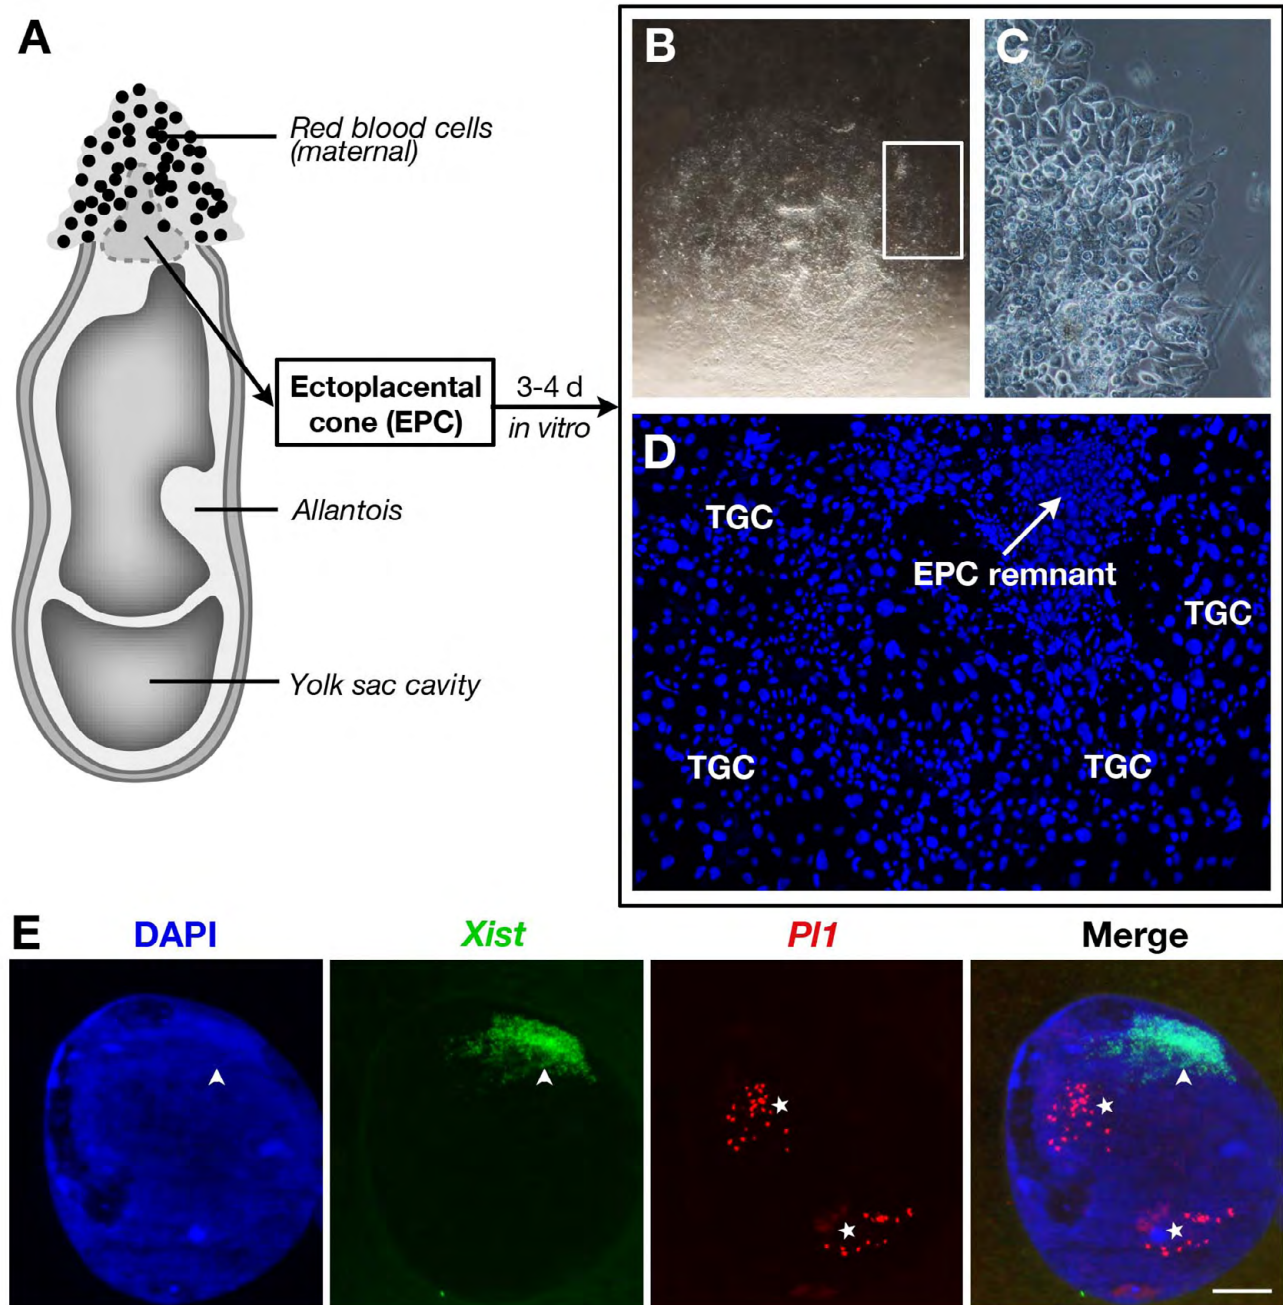 A
Red blood cells
(maternal)
Ectoplacental
cone (EPC)
3-4 d
in vitro
Allantois
Yolk sac cavity
B
C
D
TGC
EPC remnant
TGC
TGC
TGC
E
DAPI
Xist
Pl1
Merge